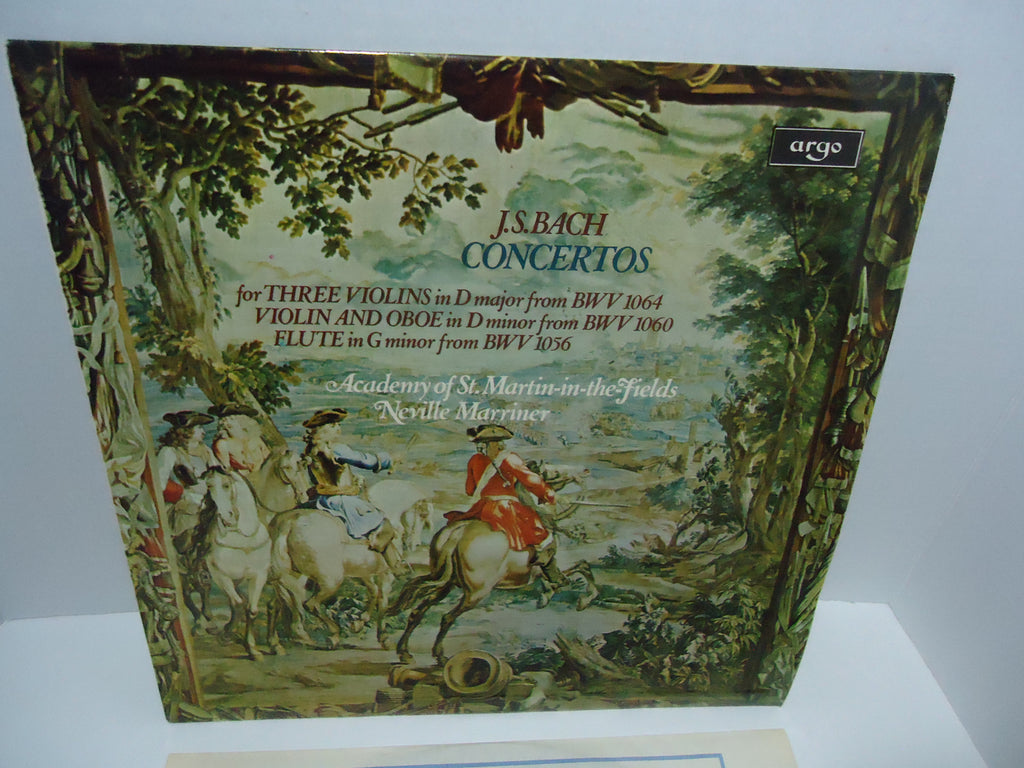 argo
J.S.BACH
CONCERTOS
for THREE VIOLINS in D major from BWV 1064
VIOLIN AND OBOE in D minor from BWV 1060
FLUTE in G minor from BWV 1056
Academy of St. Martin-in-the-Fields
Neville Marriner